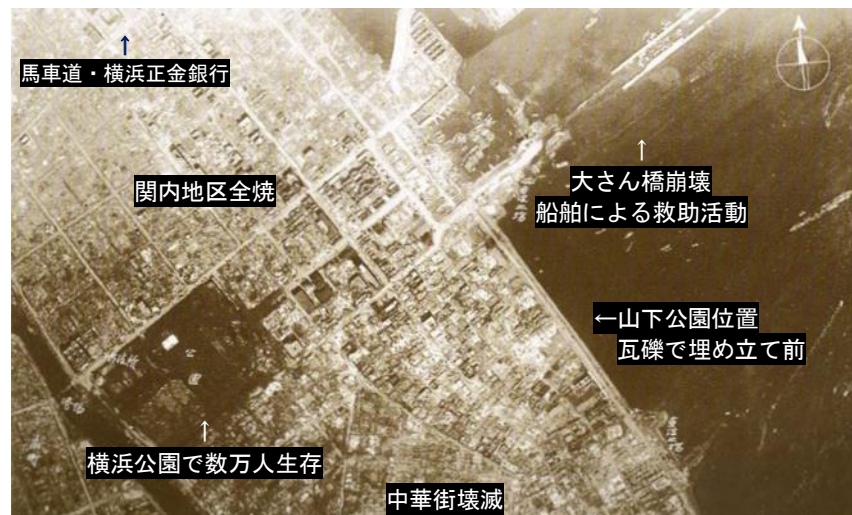 ↑
馬車道・横浜正金銀行
関内地区全焼
↑
大さん橋崩壊
船舶による救助活動
←山下公園位置
瓦礫で埋め立て前
公
園
↑
横浜公園で数万人生存
中華街壊滅